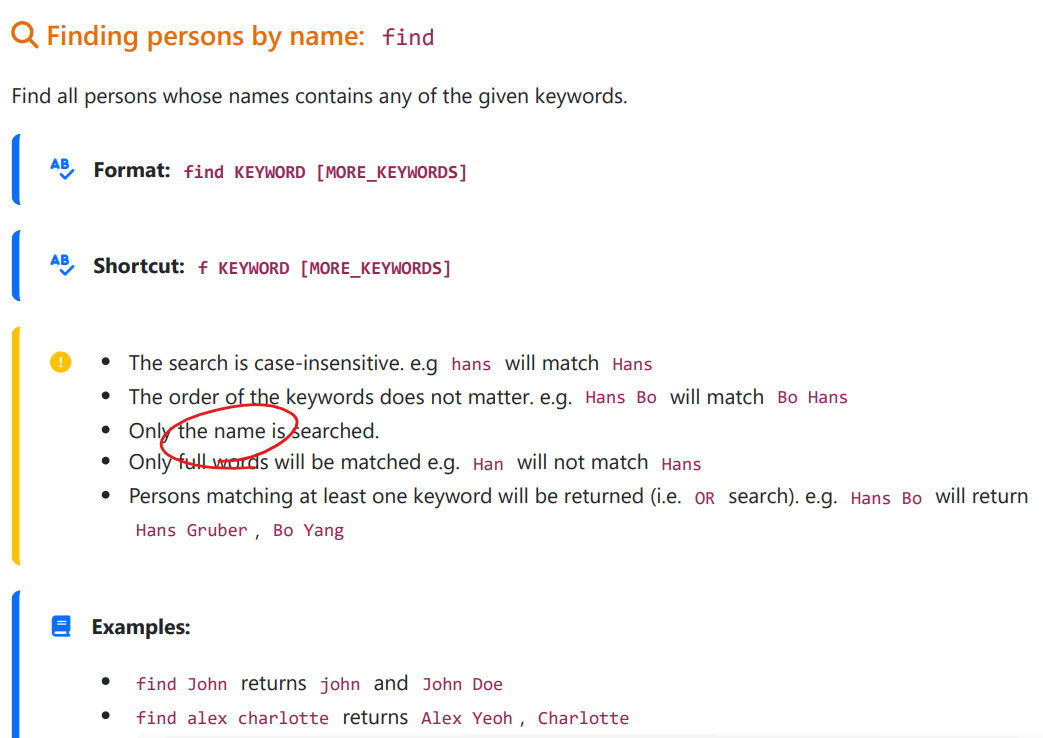 Finding persons by name: find
Find all persons whose names contains any of the given keywords.
Format: find KEYWORD [MORE_KEYWORDS]
Shortcut: f KEYWORD [MORE_KEYWORDS]
The search is case-insensitive. e.g hans will match Hans
The order of the keywords does not matter. e.g. Hans Bo will match Bo Hans
Only the name is searched.
Only full words will be matched e.g. Han will not match Hans
Persons matching at least one keyword will be returned (i.e. OR search). e.g. Hans Bo will return
Hans Gruber, Bo Yang
Examples:
find John returns john and John Doe
find alex charlotte returns Alex Yeoh, Charlotte